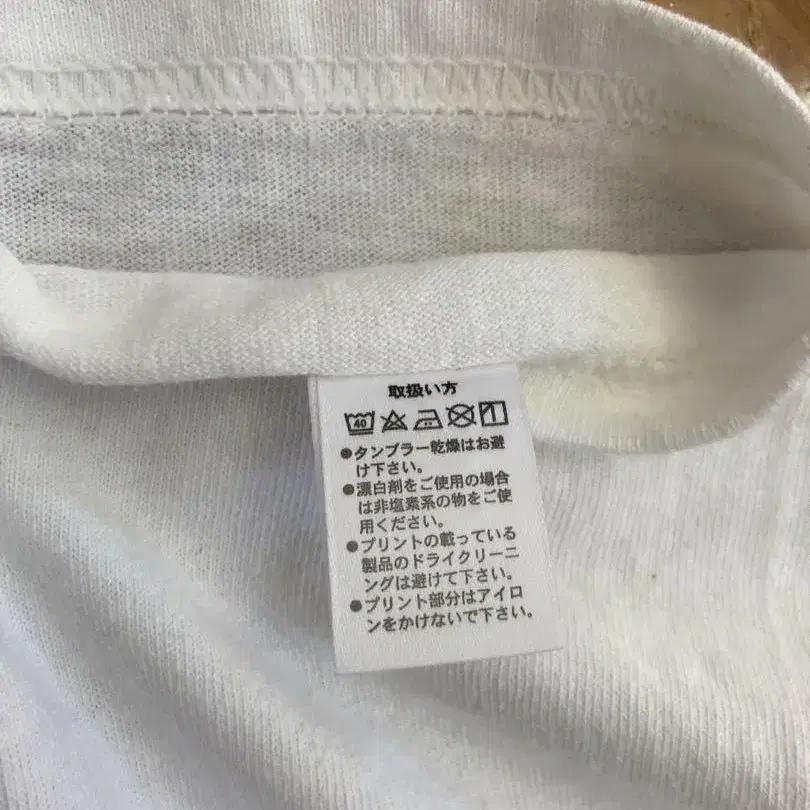 取扱い方
40
●タンブラー乾燥はお避
け下さい。
●漂白剤をご使用の場合
は非塩素系の物をご使
用ください。
●プリントの載っている
製品のドライクリーニ
ングは避けて下さい。
●プリント部分はアイロ
ンをかけないで下さい。